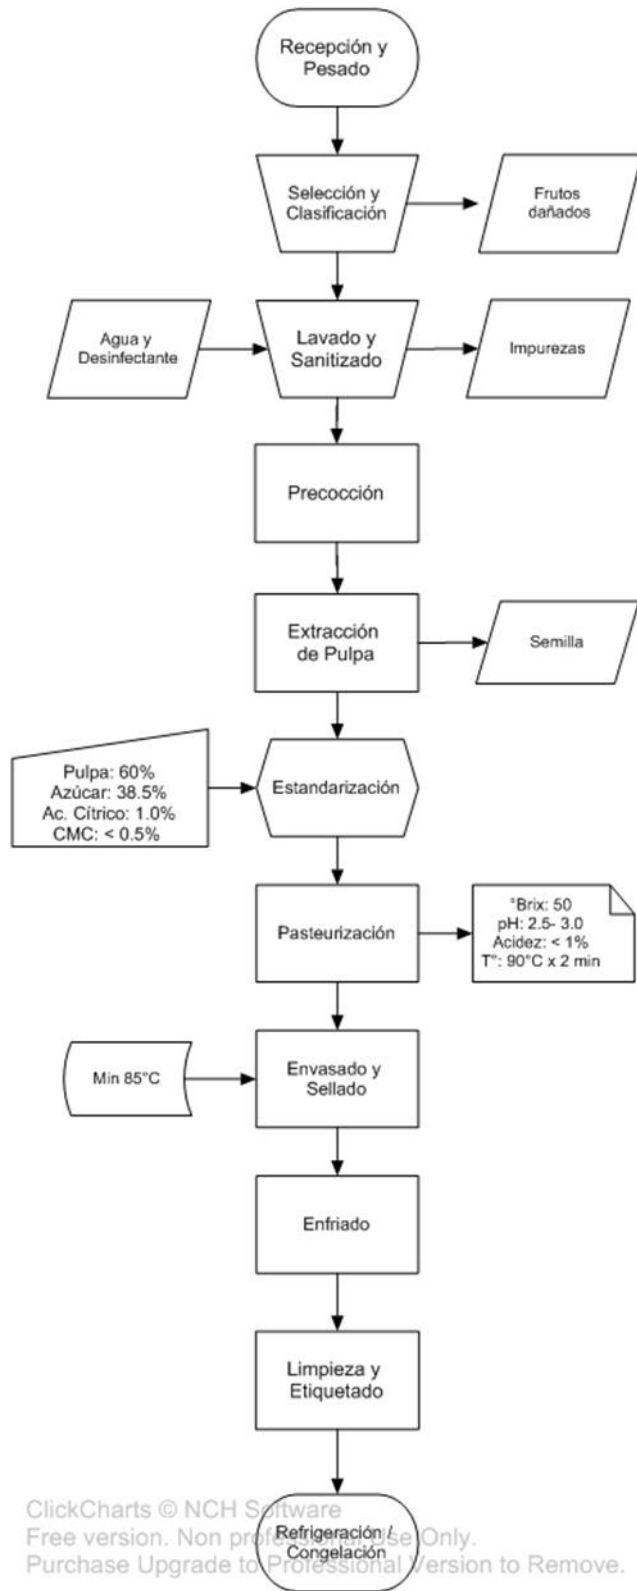 Recepción y
Pesado
Selección y
Clasificación
Frutos
dañados
Agua y
Desinfectante
Lavado y
Sanitizado
Impurezas
Precocción
Extracción
de Pulpa
Semilla
Pulpa: 60%
Azúcar: 38.5%
Ac. Cítrico: 1.0%
CMC: < 0.5%
Estandarización
Pasteurización
°Brix: 50
pH: 2.5- 3.0
Acidez: < 1%
T°: 90°C x 2 min
Min 85°C
Envasado y
Sellado
Enfriado
Limpieza y
Etiquetado
Refrigeración /
Congelación
ClickCharts © NCH Software
Free version. Non professional Use Only.
Purchase Upgrade to Professional Version to Remove.